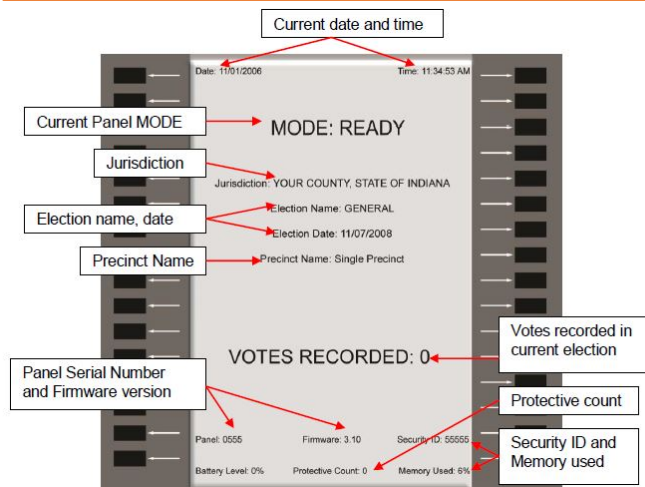 Current date and time
Date: 11/01/2006 Time: 11:34:53 AM
Current Panel MODE
MODE: READY
Jurisdiction
Jurisdiction: YOUR COUNTY, STATE OF INDIANA
Election name, date
Election Name: GENERAL
Election Date: 11/07/2008
Precinct Name
Precinct Name: Single Precinct
Votes recorded in
current election
VOTES RECORDED: 0
Panel Serial Number
and Firmware version
Protective count
Panel: 0555 Firmware: 3.10 Security ID: 55555
Security ID and
Memory used
Battery Level: 0% Protective Count: 0 Memory Used: 6%